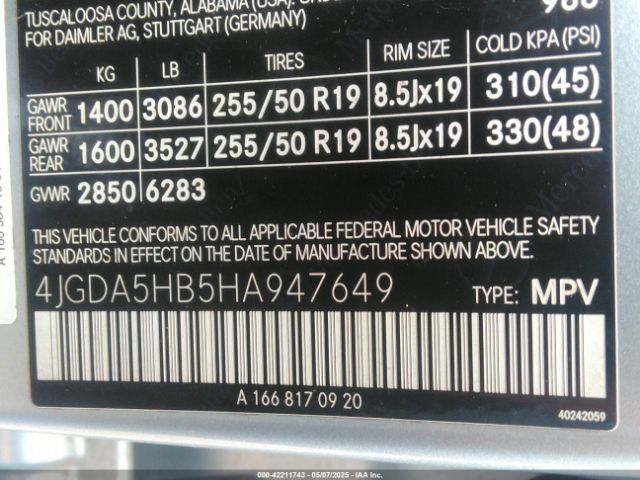 TUSCALOOSA COUNTY, ALABAMA (USA),
FOR DAIMLER AG, STUTTGART (GERMANY)
KG LB TIRES RIM SIZE COLD KPA (PSI)
GAWR FRONT 1400 3086 255/50 R19 8.5Jx19 310(45)
GAWR REAR 1600 3527 255/50 R19 8.5Jx19 330(48)
GVWR 2850 6283
THIS VEHICLE CONFORMS TO ALL APPLICABLE FEDERAL MOTOR VEHICLE SAFETY
STANDARDS IN EFFECT ON THE DATE OF MANUFACTURE SHOWN ABOVE.
4JGDA5HB5HA947649 TYPE: MPV
A 166 817 09 20
40242059
000-42211743 - 05/07/2025 - IAAHQCLOUD